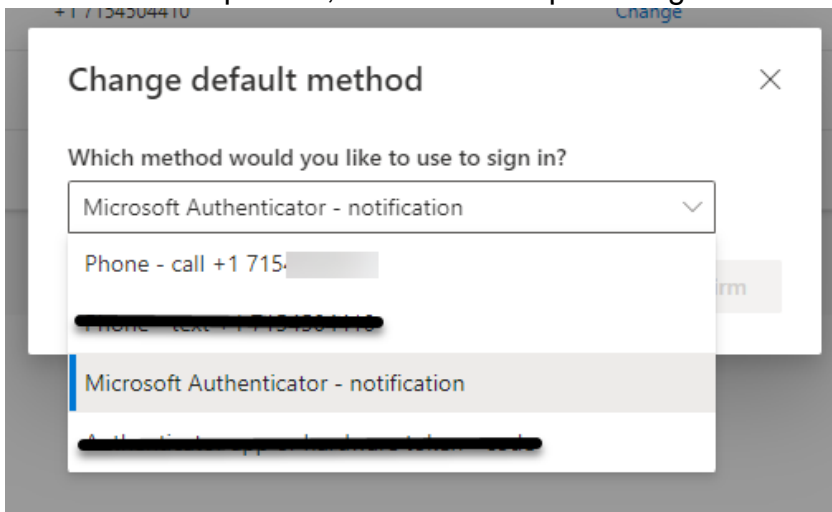 Change
Change default method
Which method would you like to use to sign in?
Microsoft Authenticator - notification
Phone - call +1 715
Microsoft Authenticator - notification